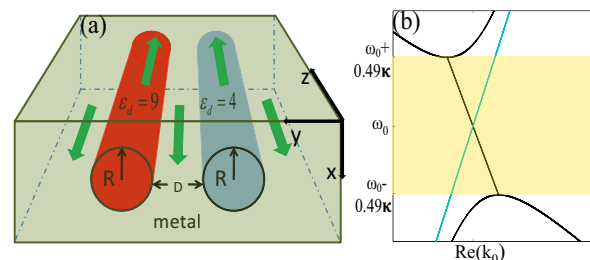 (a)
z
ε_d = 9
ε_d = 4
y
R
D
R
x
metal
(b)
ω₀+
0.49κ
ω₀
ω₀-
0.49κ
Re(k₀)